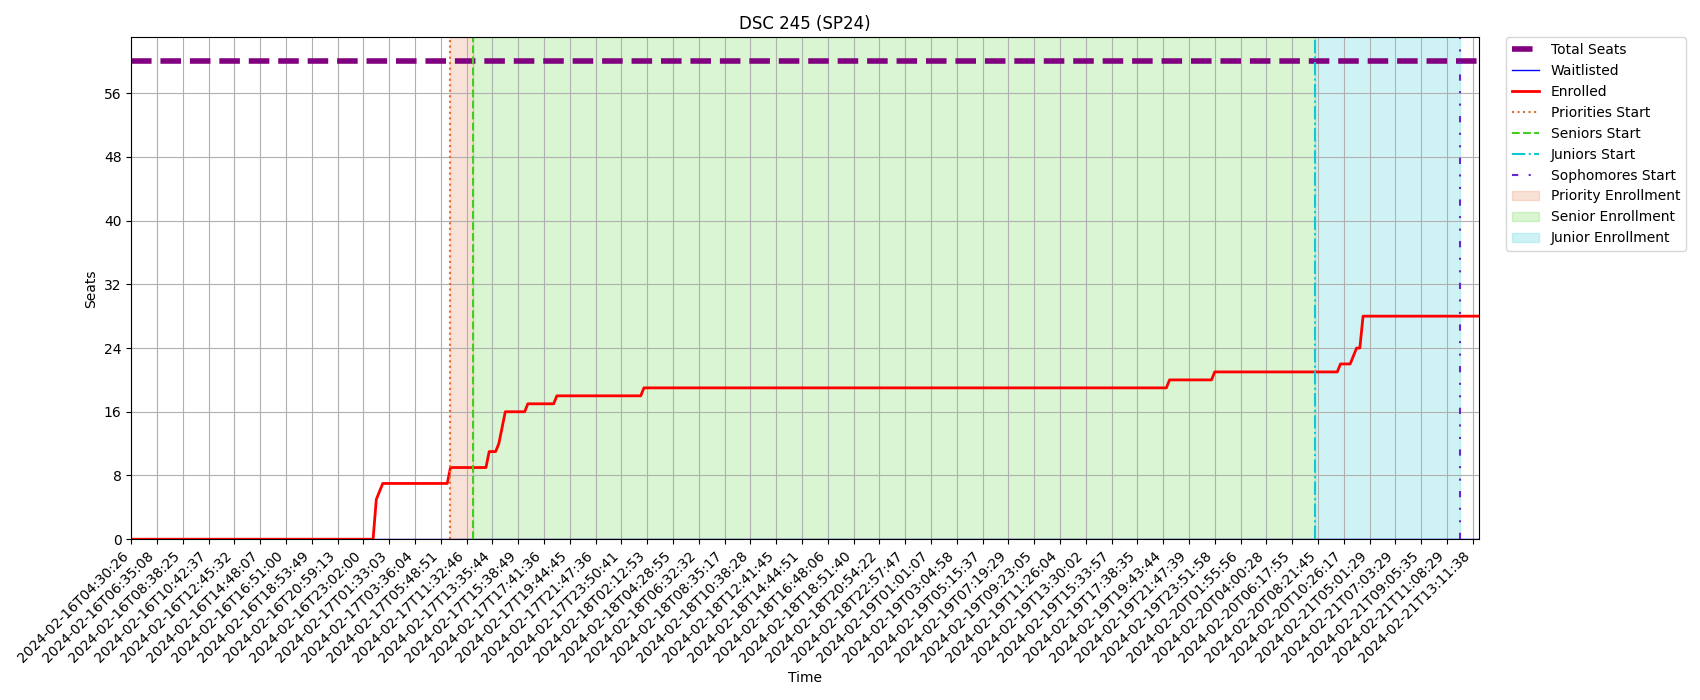 DSC 245 (SP24)
Total Seats
Waitlisted
Enrolled
Priorities Start
Seniors Start
Juniors Start
Sophomores Start
Priority Enrollment
Senior Enrollment
Junior Enrollment
Seats
56
48
40
32
24
16
8
0
2024-02-16T04:30:26
2024-02-16T06:35:08
2024-02-16T08:38:25
2024-02-16T10:42:37
2024-02-16T12:45:32
2024-02-16T14:48:07
2024-02-16T16:51:00
2024-02-16T18:53:49
2024-02-16T20:59:13
2024-02-16T23:02:00
2024-02-17T01:33:03
2024-02-17T03:36:04
2024-02-17T05:48:51
2024-02-17T11:32:46
2024-02-17T13:35:44
2024-02-17T15:38:49
2024-02-17T17:41:36
2024-02-17T19:44:45
2024-02-17T21:47:36
2024-02-17T23:50:41
2024-02-18T02:12:53
2024-02-18T04:28:55
2024-02-18T06:32:32
2024-02-18T08:35:17
2024-02-18T10:38:28
2024-02-18T12:41:45
2024-02-18T14:44:51
2024-02-18T16:48:06
2024-02-18T18:51:40
2024-02-18T20:54:22
2024-02-18T22:57:47
2024-02-19T01:01:07
2024-02-19T03:04:58
2024-02-19T05:15:37
2024-02-19T07:19:29
2024-02-19T09:23:05
2024-02-19T11:26:04
2024-02-19T13:30:02
2024-02-19T15:33:57
2024-02-19T17:38:35
2024-02-19T19:43:44
2024-02-19T21:47:39
2024-02-19T23:51:58
2024-02-20T01:55:56
2024-02-20T04:00:28
2024-02-20T06:17:55
2024-02-20T08:21:45
2024-02-20T10:26:17
2024-02-21T05:01:29
2024-02-21T07:03:29
2024-02-21T09:05:35
2024-02-21T11:08:29
2024-02-21T13:11:38
Time